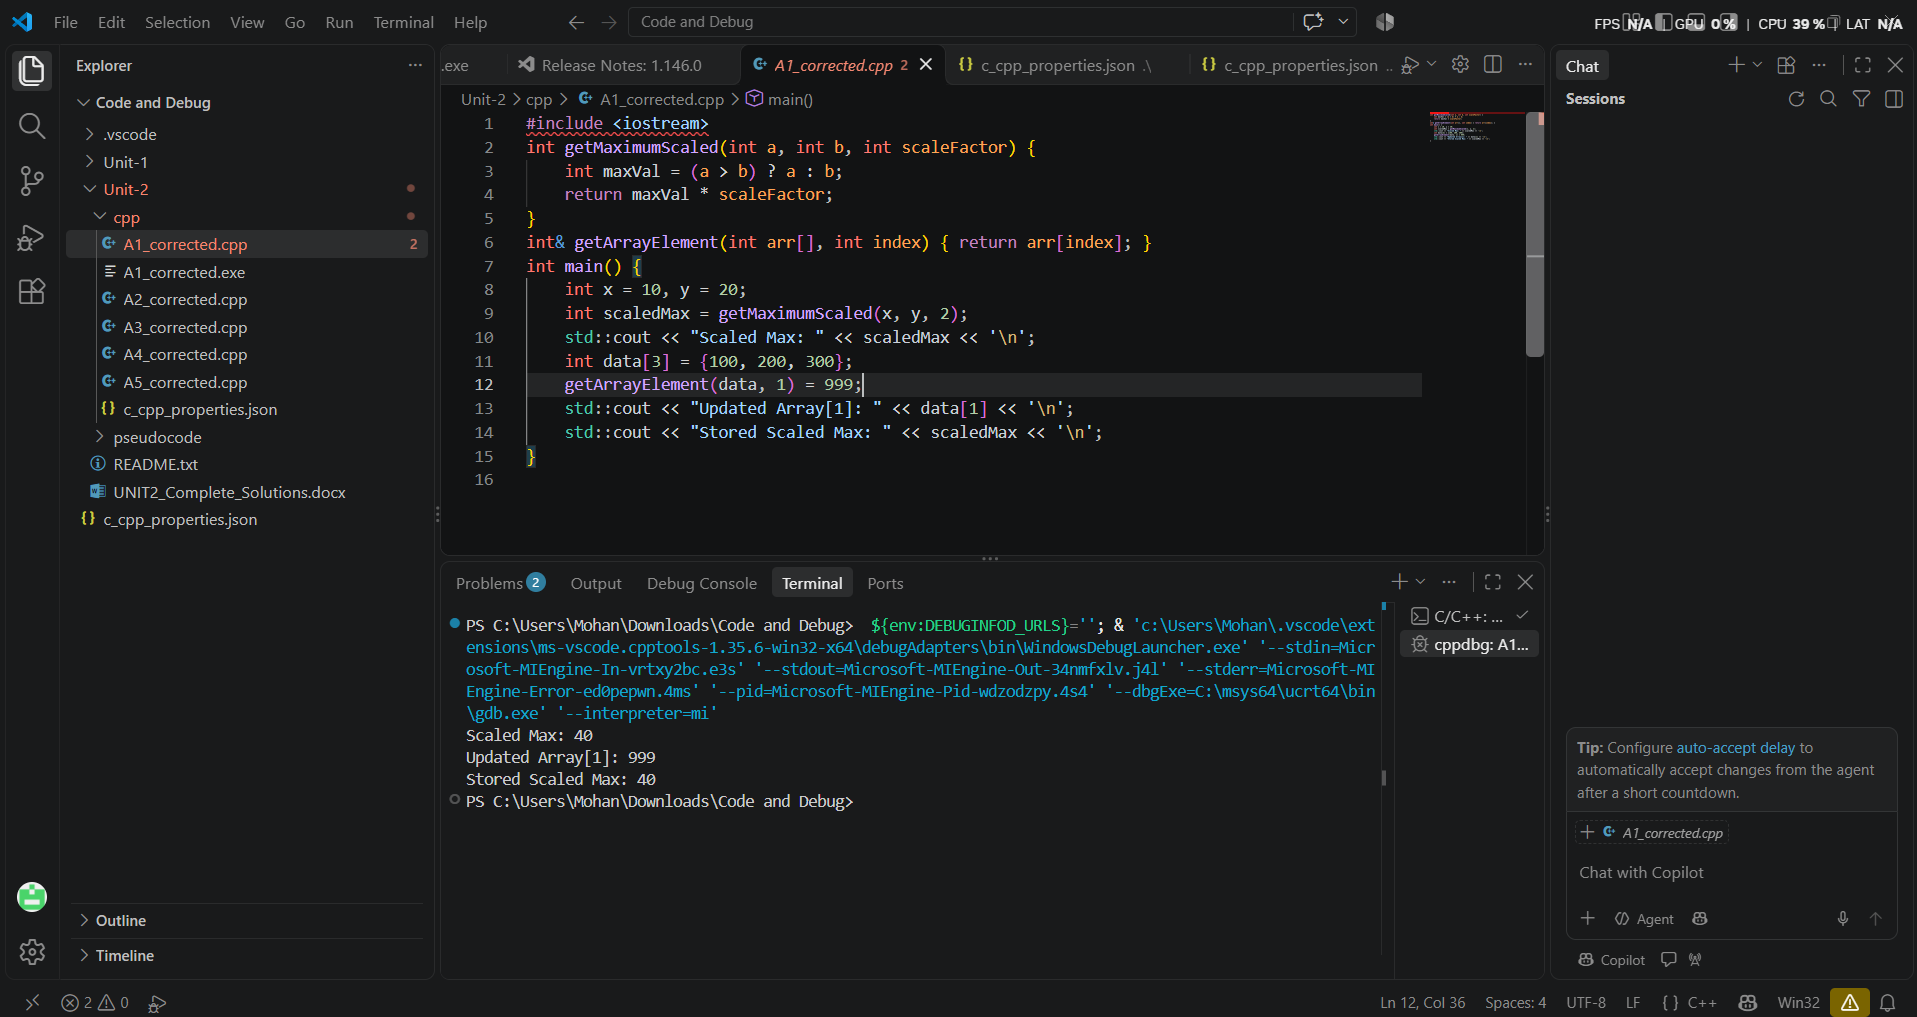 File Edit Selection View Go Run Terminal Help
Code and Debug
FPS N/A GPU 0% | CPU 39% LAT N/A
Explorer
Code and Debug
.vscode
Unit-1
Unit-2
cpp
A1_corrected.cpp 2
A1_corrected.exe
A2_corrected.cpp
A3_corrected.cpp
A4_corrected.cpp
A5_corrected.cpp
c_cpp_properties.json
pseudocode
README.txt
UNIT2_Complete_Solutions.docx
c_cpp_properties.json
Outline
Timeline
.exe Release Notes: 1.146.0 A1_corrected.cpp 2 c_cpp_properties.json .\ c_cpp_properties.json ..
Unit-2 > cpp > A1_corrected.cpp > main()
1 #include <iostream>
2 int getMaximumScaled(int a, int b, int scaleFactor) {
3 int maxVal = (a > b) ? a : b;
4 return maxVal * scaleFactor;
5 }
6 int& getArrayElement(int arr[], int index) { return arr[index]; }
7 int main() {
8 int x = 10, y = 20;
9 int scaledMax = getMaximumScaled(x, y, 2);
10 std::cout << "Scaled Max: " << scaledMax << '\n';
11 int data[3] = {100, 200, 300};
12 getArrayElement(data, 1) = 999;
13 std::cout << "Updated Array[1]: " << data[1] << '\n';
14 std::cout << "Stored Scaled Max: " << scaledMax << '\n';
15 }
16
Problems 2 Output Debug Console Terminal Ports
PS C:\Users\Mohan\Downloads\Code and Debug> ${env:DEBUGINFOD_URLS}=''; & 'c:\Users\Mohan\.vscode\ext
ensions\ms-vscode.cpptools-1.35.6-win32-x64\debugAdapters\bin\WindowsDebugLauncher.exe' '--stdin=Micr
osoft-MIEngine-In-vrtxy2bc.e3s' '--stdout=Microsoft-MIEngine-Out-34nmfxlv.j4l' '--stderr=Microsoft-MI
Engine-Error-ed0pepwn.4ms' '--pid=Microsoft-MIEngine-Pid-wdzodzpy.4s4' '--dbgExe=C:\msys64\ucrt64\bin
\gdb.exe' '--interpreter=mi'
Scaled Max: 40
Updated Array[1]: 999
Stored Scaled Max: 40
PS C:\Users\Mohan\Downloads\Code and Debug>
C/C++: ...
cppdbg: A1...
Chat
Sessions
Tip: Configure auto-accept delay to
automatically accept changes from the agent
after a short countdown.
A1_corrected.cpp
Chat with Copilot
Agent
Copilot
2 0
Ln 12, Col 36 Spaces: 4 UTF-8 LF { } C++ Win32